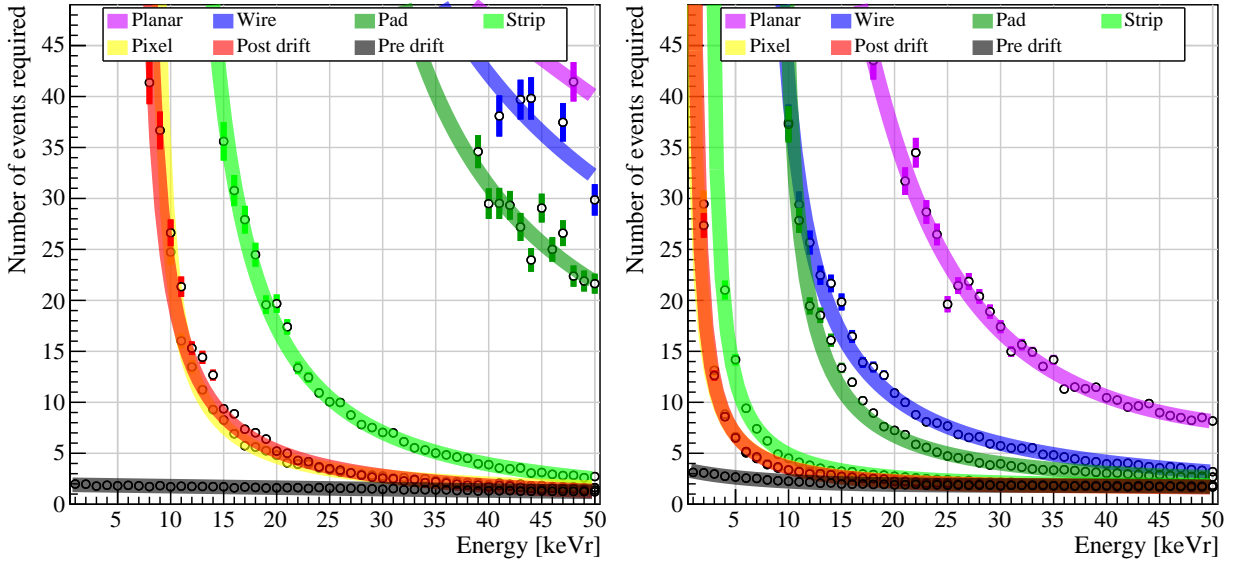 Number of events required
Planar Wire Pad Strip
Pixel Post drift Pre drift
45
40
35
30
25
20
15
10
5
0
5 10 15 20 25 30 35 40 45 50
Energy [keVr]
Number of events required
Planar Wire Pad Strip
Pixel Post drift Pre drift
45
40
35
30
25
20
15
10
5
0
5 10 15 20 25 30 35 40 45 50
Energy [keVr]